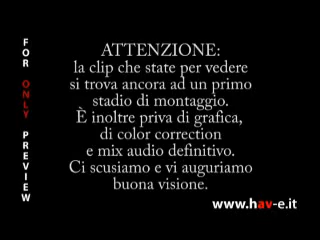 FOR ONLY PREVIEW
ATTENZIONE:
la clip che state per vedere
si trova ancora ad un primo
stadio di montaggio.
È inoltre priva di grafica,
di color correction
e mix audio definitivo.
Ci scusiamo e vi auguriamo
buona visione.
www.hav-e.it